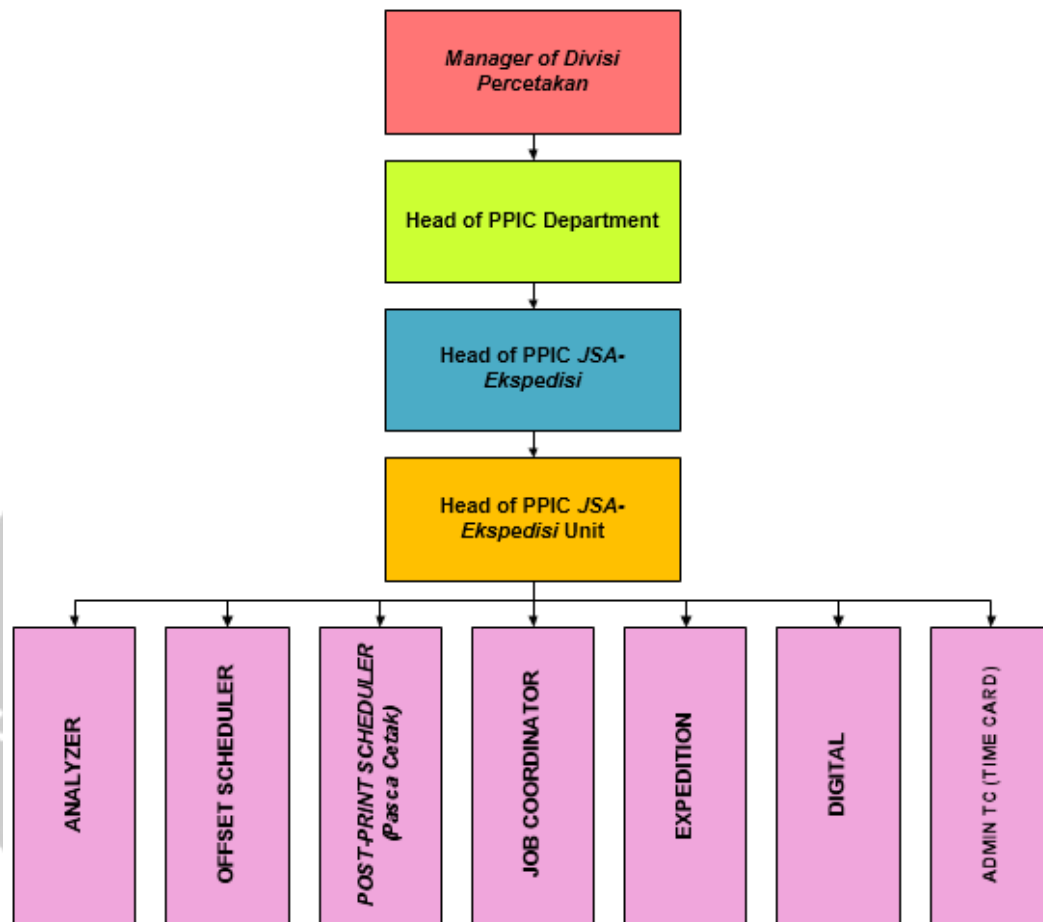 Manager of Divisi
Percetakan
Head of PPIC Department
Head of PPIC JSA-
Ekspedisi
Head of PPIC JSA-
Ekspedisi Unit
ANALYZER
OFFSET SCHEDULER
POST-PRINT SCHEDULER
(Pasca Cetak)
JOB COORDINATOR
EXPEDITION
DIGITAL
ADMIN TC (TIME CARD)